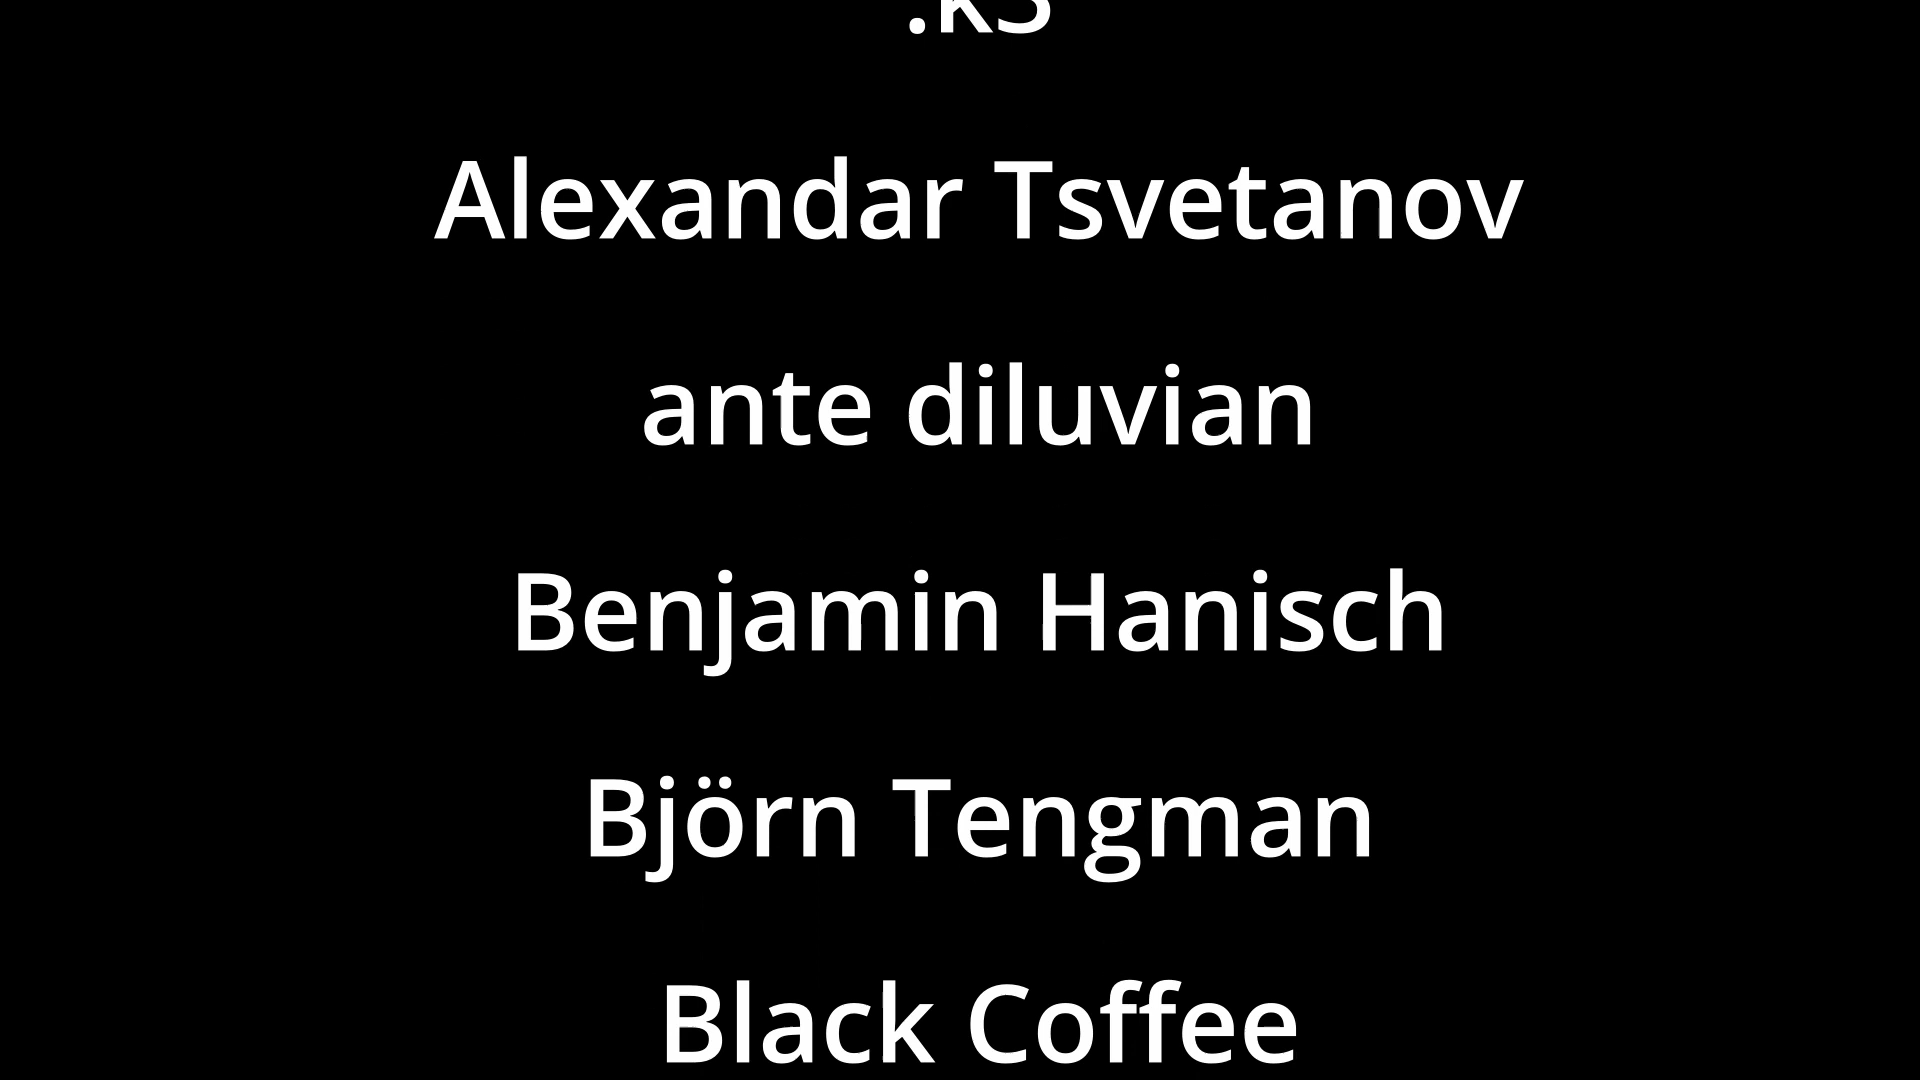 Alexandar Tsvetanov
ante diluvian
Benjamin Hanisch
Björn Tengman
Black Coffee